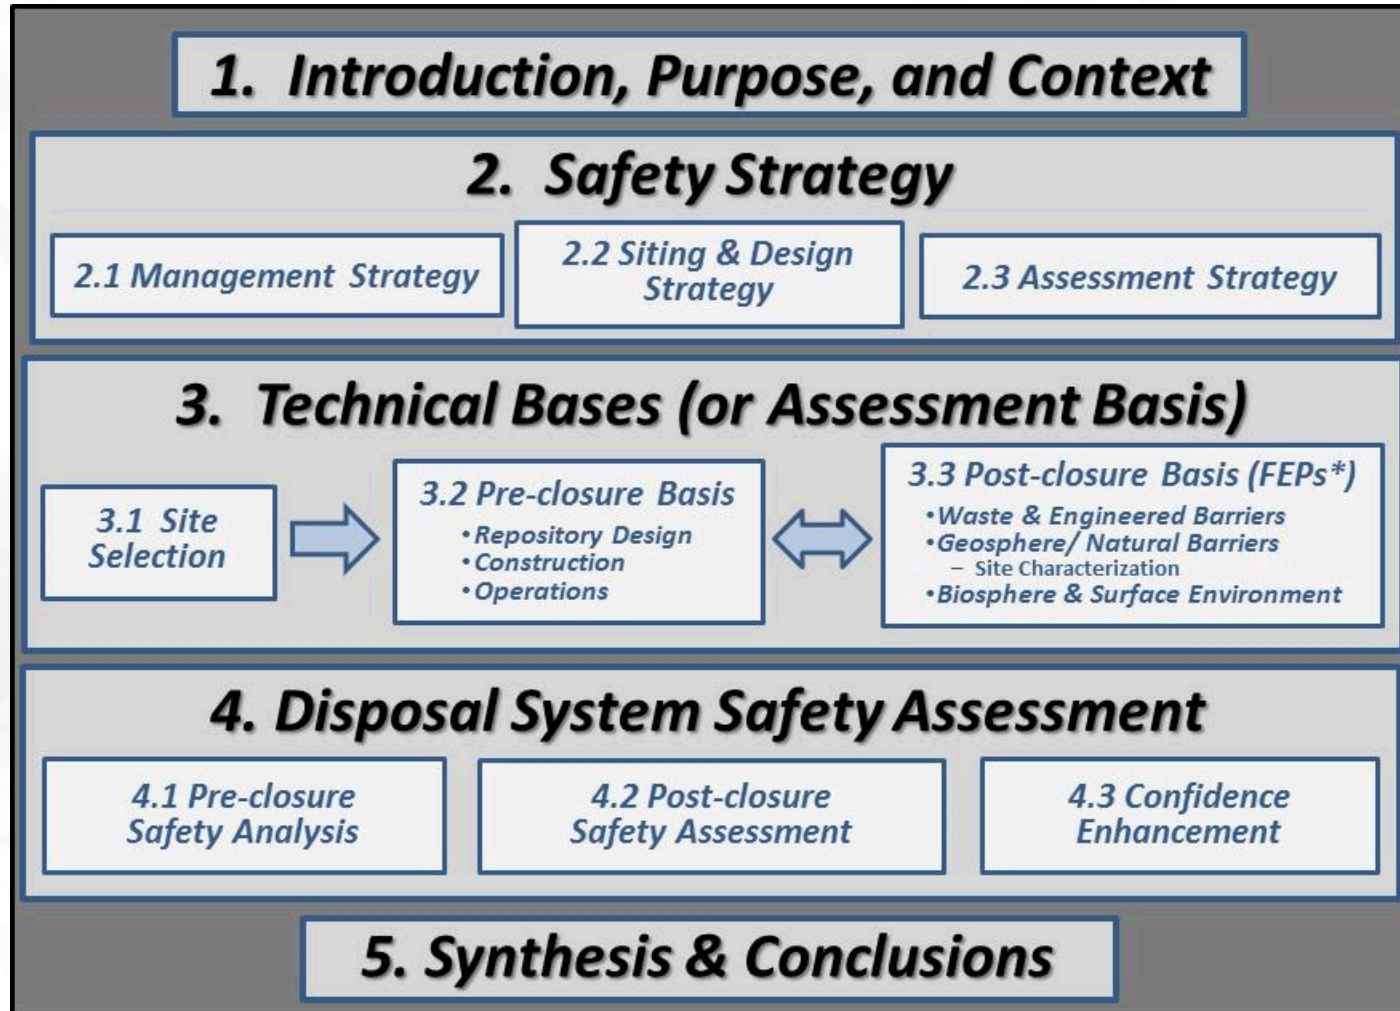 1. Introduction, Purpose, and Context
2. Safety Strategy
2.1 Management Strategy
2.2 Siting & Design
Strategy
2.3 Assessment Strategy
3. Technical Bases (or Assessment Basis)
3.1 Site
Selection
3.2 Pre-closure Basis
•Repository Design
•Construction
•Operations
3.3 Post-closure Basis (FEPs*)
•Waste & Engineered Barriers
•Geosphere/ Natural Barriers
– Site Characterization
•Biosphere & Surface Environment
4. Disposal System Safety Assessment
4.1 Pre-closure
Safety Analysis
4.2 Post-closure
Safety Assessment
4.3 Confidence
Enhancement
5. Synthesis & Conclusions